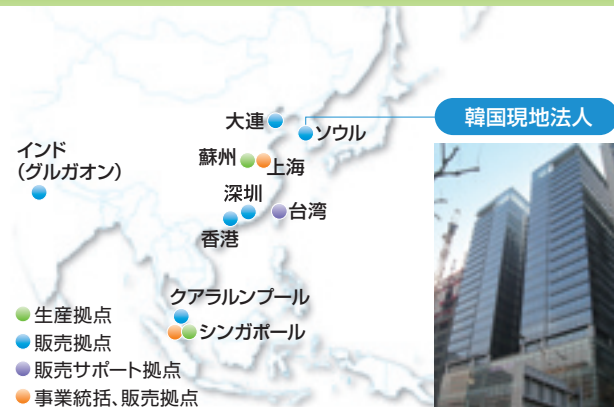 韓国現地法人
大連
ソウル
インド
(グルガオン)
蘇州
上海
深圳
台湾
香港
クアラルンプール
シンガポール
生産拠点
販売拠点
販売サポート拠点
事業統括、販売拠点